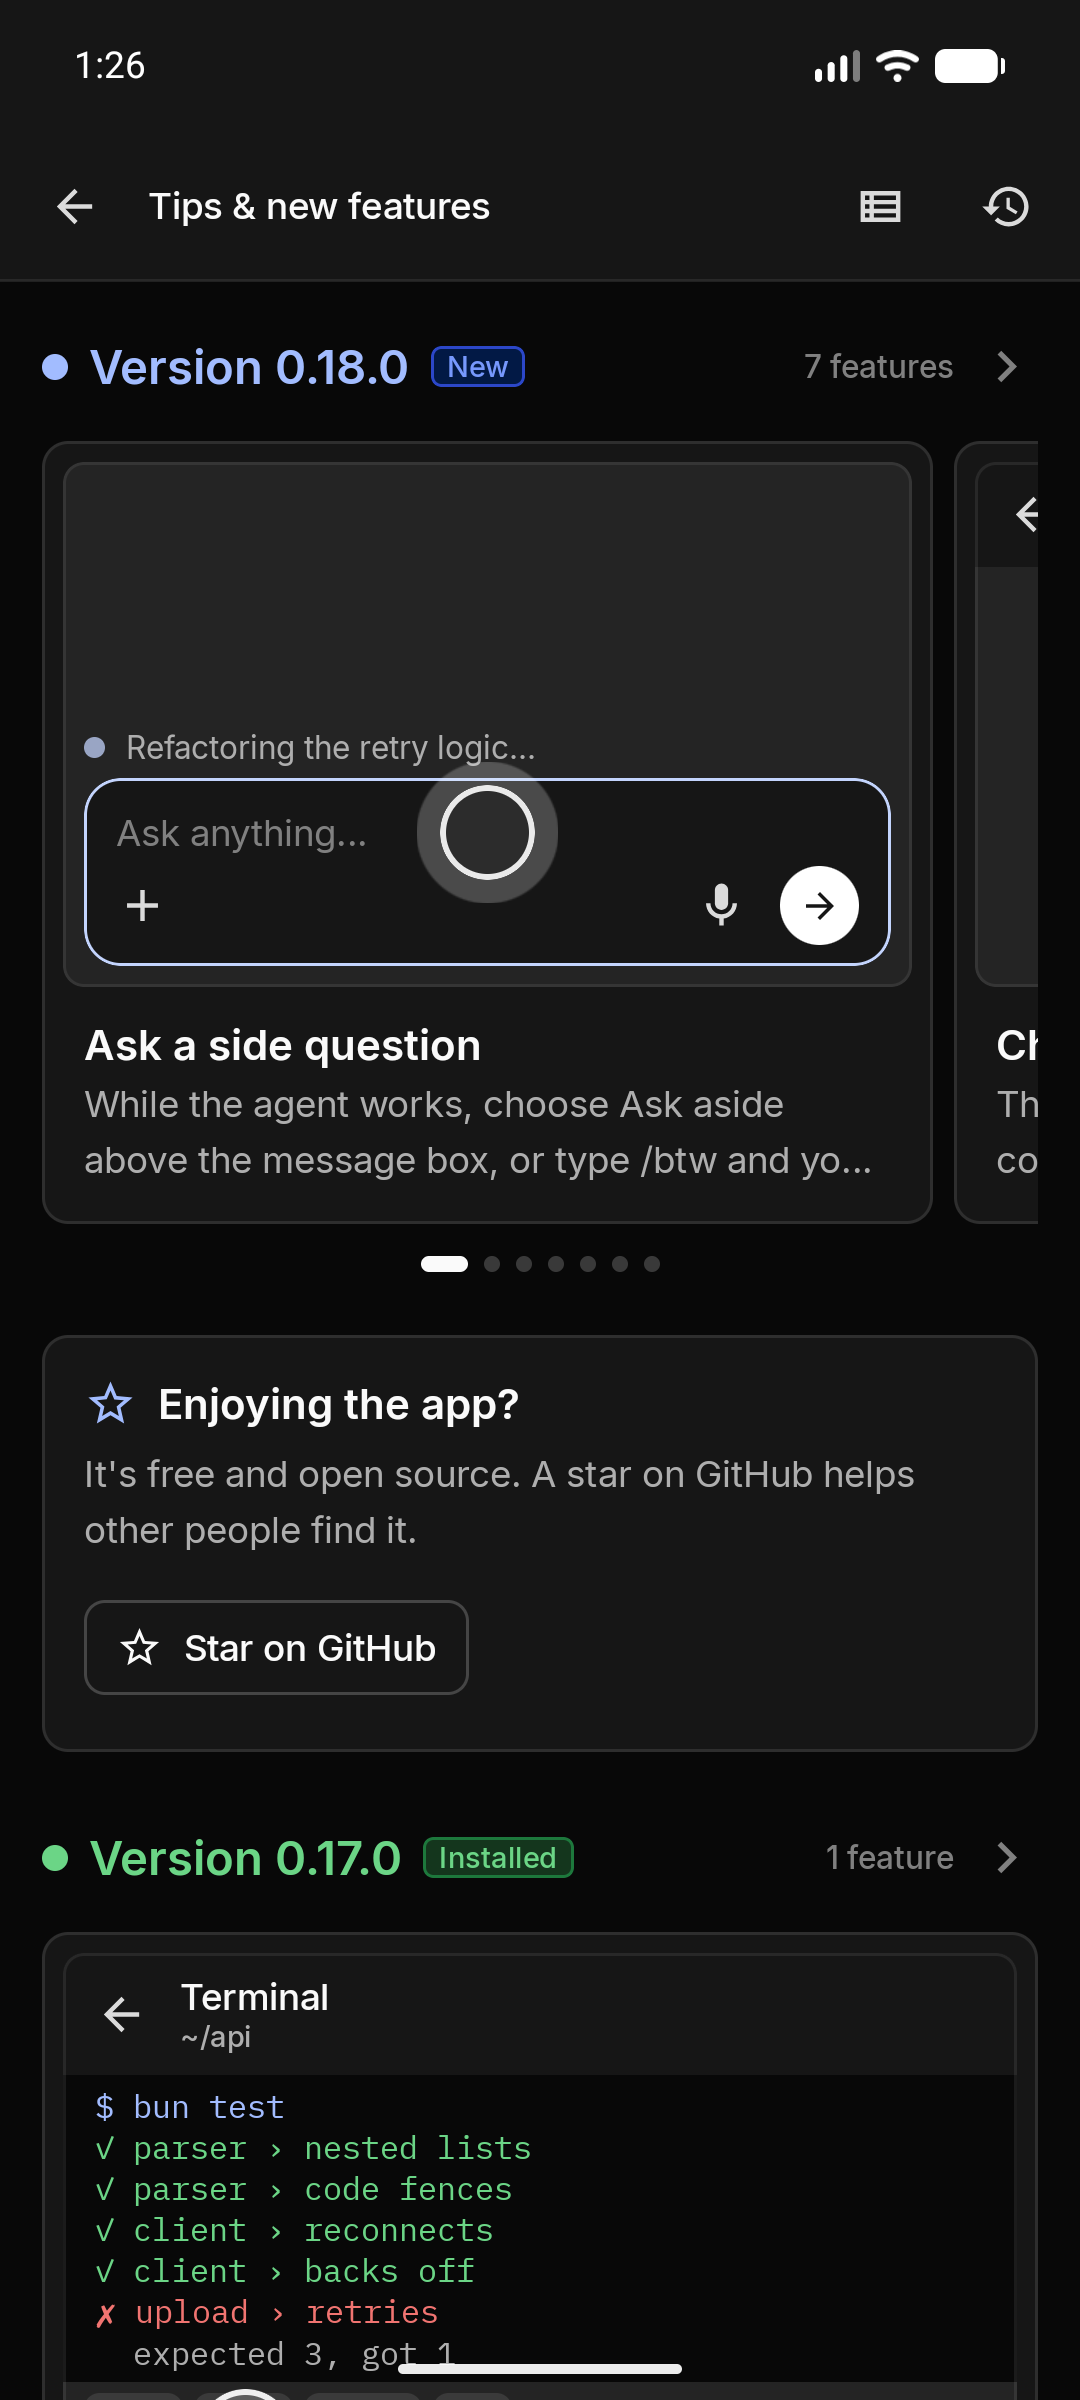 1:26
Tips & new features
Version 0.18.0 New 7 features
Refactoring the retry logic...
Ask anything...
Ask a side question
While the agent works, choose Ask aside
above the message box, or type /btw and yo...
Ch
Th
co
Enjoying the app?
It's free and open source. A star on GitHub helps
other people find it.
Star on GitHub
Version 0.17.0 Installed 1 feature
Terminal
~/api
$ bun test
✓ parser › nested lists
✓ parser › code fences
✓ client › reconnects
✓ client › backs off
✗ upload › retries
expected 3, got 1